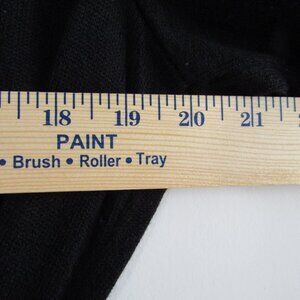 18 19 20 21
PAINT
• Brush • Roller • Tray